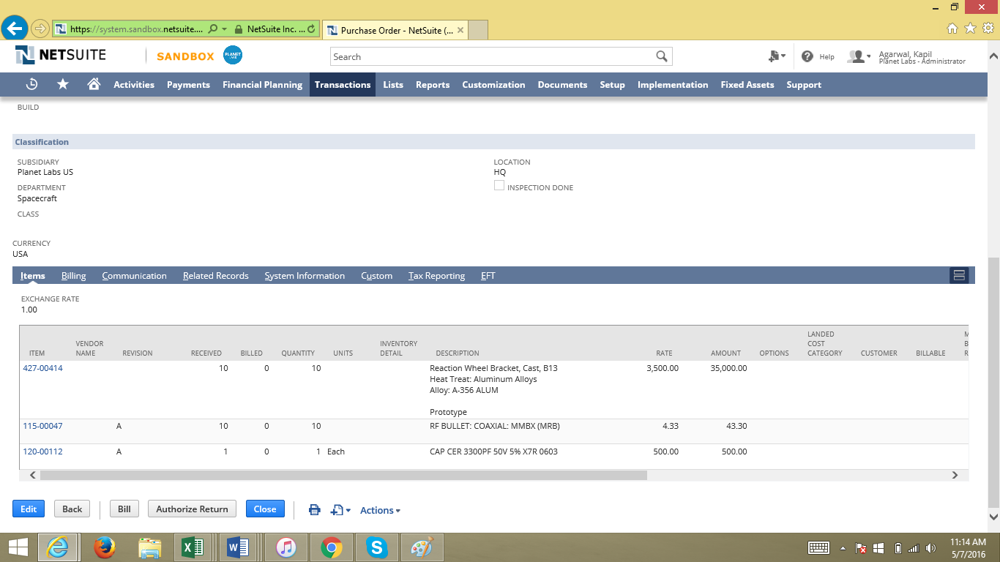 https://system.sandbox.netsuite.... NetSuite Inc. ... Purchase Order - NetSuite (...
NETSUITE SANDBOX PLANET LABS Search Help Agarwal, Kapil
Planet Labs - Administrator
Activities Payments Financial Planning Transactions Lists Reports Customization Documents Setup Implementation Fixed Assets Support
BUILD
Classification
SUBSIDIARY LOCATION
Planet Labs US HQ
DEPARTMENT INSPECTION DONE
Spacecraft
CLASS
CURRENCY
USA
Items Billing Communication Related Records System Information Custom Tax Reporting EFT
EXCHANGE RATE
1.00
ITEM VENDOR NAME REVISION RECEIVED BILLED QUANTITY UNITS INVENTORY DETAIL DESCRIPTION RATE AMOUNT OPTIONS LANDED COST CATEGORY CUSTOMER BILLABLE
427-00414 10 0 10 Reaction Wheel Bracket, Cast, B13 3,500.00 35,000.00
Heat Treat: Aluminum Alloys
Alloy: A-356 ALUM
Prototype
115-00047 A 10 0 10 RF BULLET: COAXIAL: MMBX (MRB) 4.33 43.30
120-00112 A 1 0 1 Each CAP CER 3300PF 50V 5% X7R 0603 500.00 500.00
Edit Back Bill Authorize Return Close Actions
11:14 AM
5/7/2016